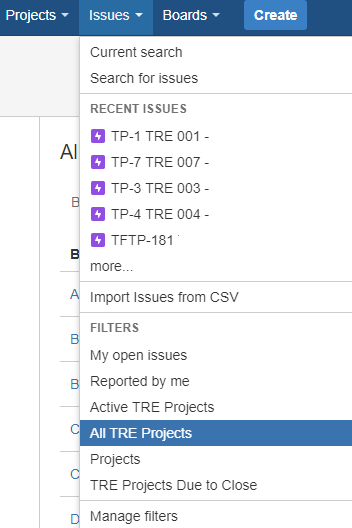 Projects Issues Boards Create
Current search
Search for issues
RECENT ISSUES
TP-1 TRE 001 -
TP-7 TRE 007 -
TP-3 TRE 003 -
TP-4 TRE 004 -
TFTP-181
more...
Import Issues from CSV
FILTERS
My open issues
Reported by me
Active TRE Projects
All TRE Projects
Projects
TRE Projects Due to Close
Manage filters
Al
B
B
A
B
B
C
C
D